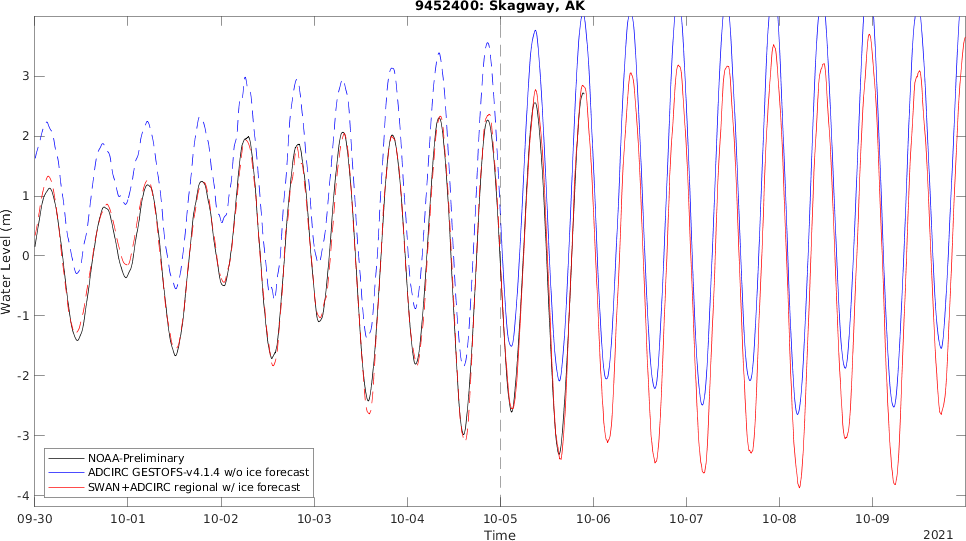 9452400: Skagway, AK
3
2
1
0
-1
-2
-3
-4
Water Level (m)
NOAA-Preliminary
ADCIRC GESTOFS-v4.1.4 w/o ice forecast
SWAN+ADCIRC regional w/ ice forecast
09-30 10-01 10-02 10-03 10-04 10-05 10-06 10-07 10-08 10-09
Time
2021